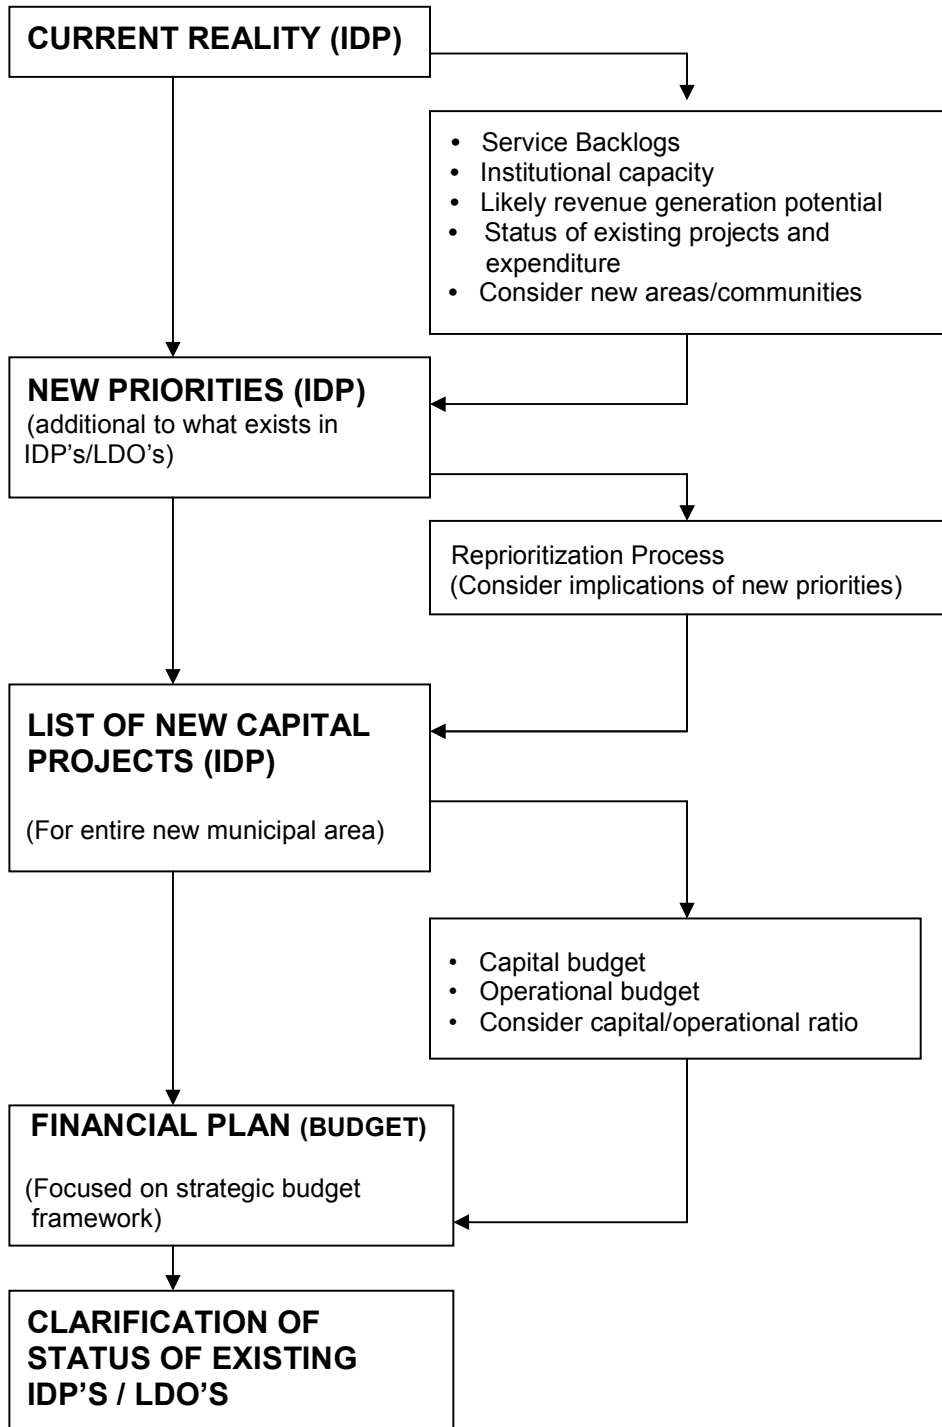 CURRENT REALITY (IDP)
• Service Backlogs
• Institutional capacity
• Likely revenue generation potential
• Status of existing projects and
expenditure
• Consider new areas/communities
NEW PRIORITIES (IDP)
(additional to what exists in
IDP's/LDO's)
Reprioritization Process
(Consider implications of new priorities)
LIST OF NEW CAPITAL
PROJECTS (IDP)
(For entire new municipal area)
• Capital budget
• Operational budget
• Consider capital/operational ratio
FINANCIAL PLAN (BUDGET)
(Focused on strategic budget
framework)
CLARIFICATION OF
STATUS OF EXISTING
IDP'S / LDO'S